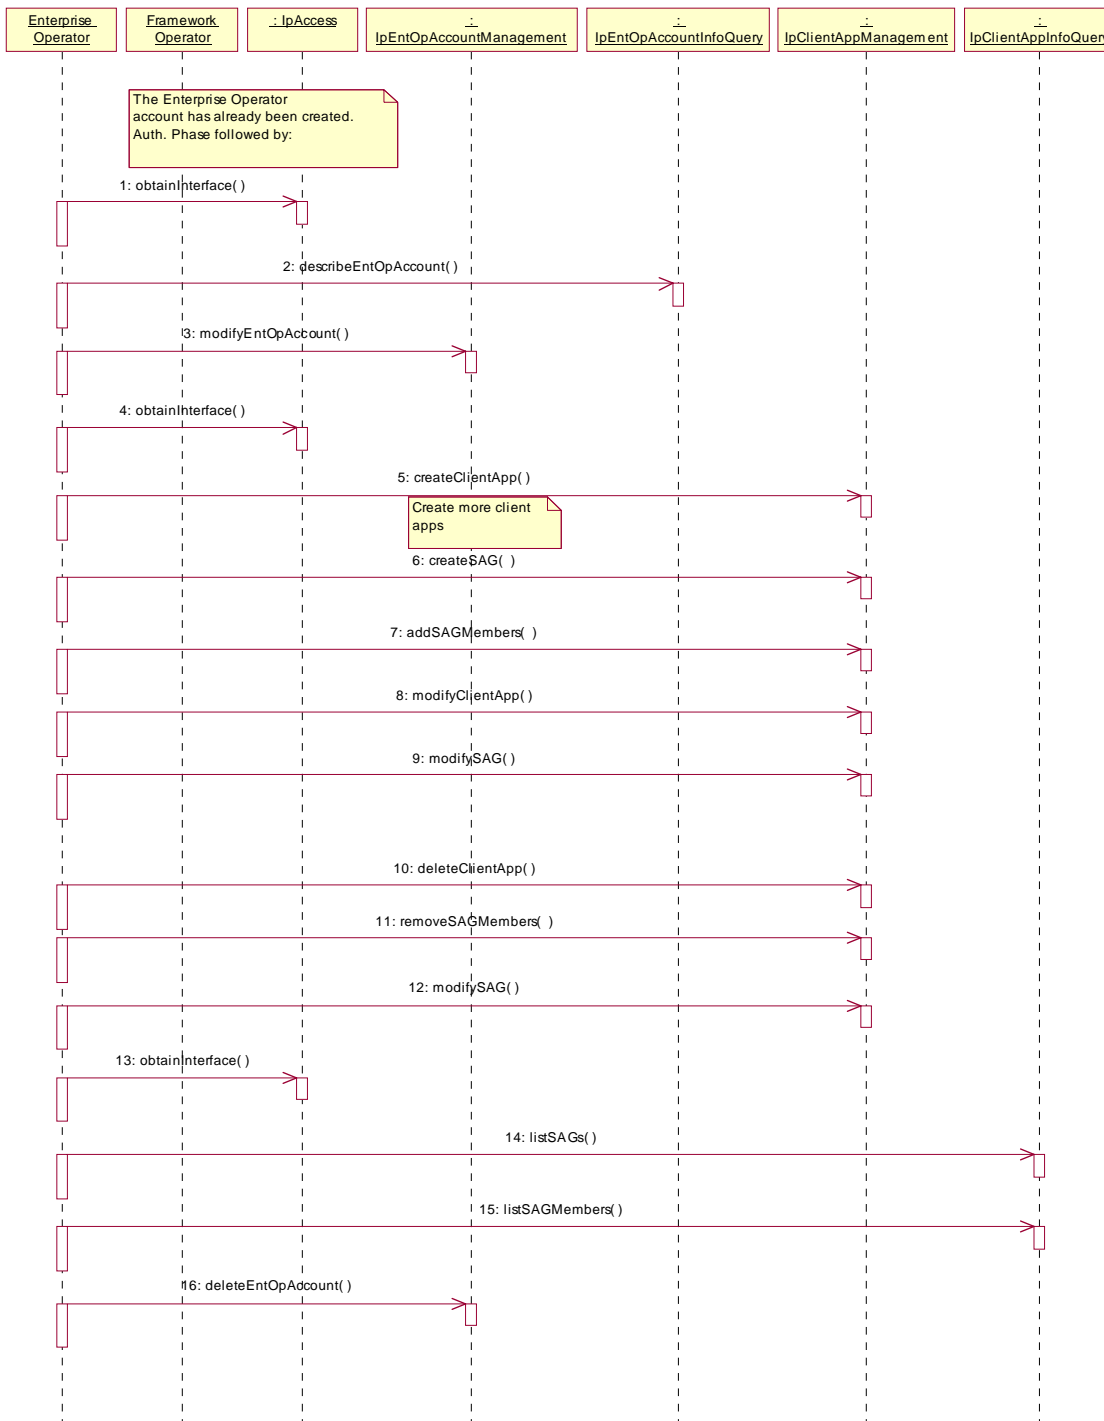 Enterprise
Operator
Framework
Operator
: IpAccess
:
IpEntOpAccountManagement
:
IpEntOpAccountInfoQuery
:
IpClientAppManagement
:
IpClientAppInfoQuery
The Enterprise Operator
account has already been created.
Auth. Phase followed by:
1: obtainInterface( )
2: describeEntOpAccount( )
3: modifyEntOpAccount( )
4: obtainInterface( )
5: createClientApp( )
Create more client
apps
6: createSAG( )
7: addSAGMembers( )
8: modifyClientApp( )
9: modifySAG( )
10: deleteClientApp( )
11: removeSAGMembers( )
12: modifySAG( )
13: obtainInterface( )
14: listSAGs( )
15: listSAGMembers( )
16: deleteEntOpAccount( )